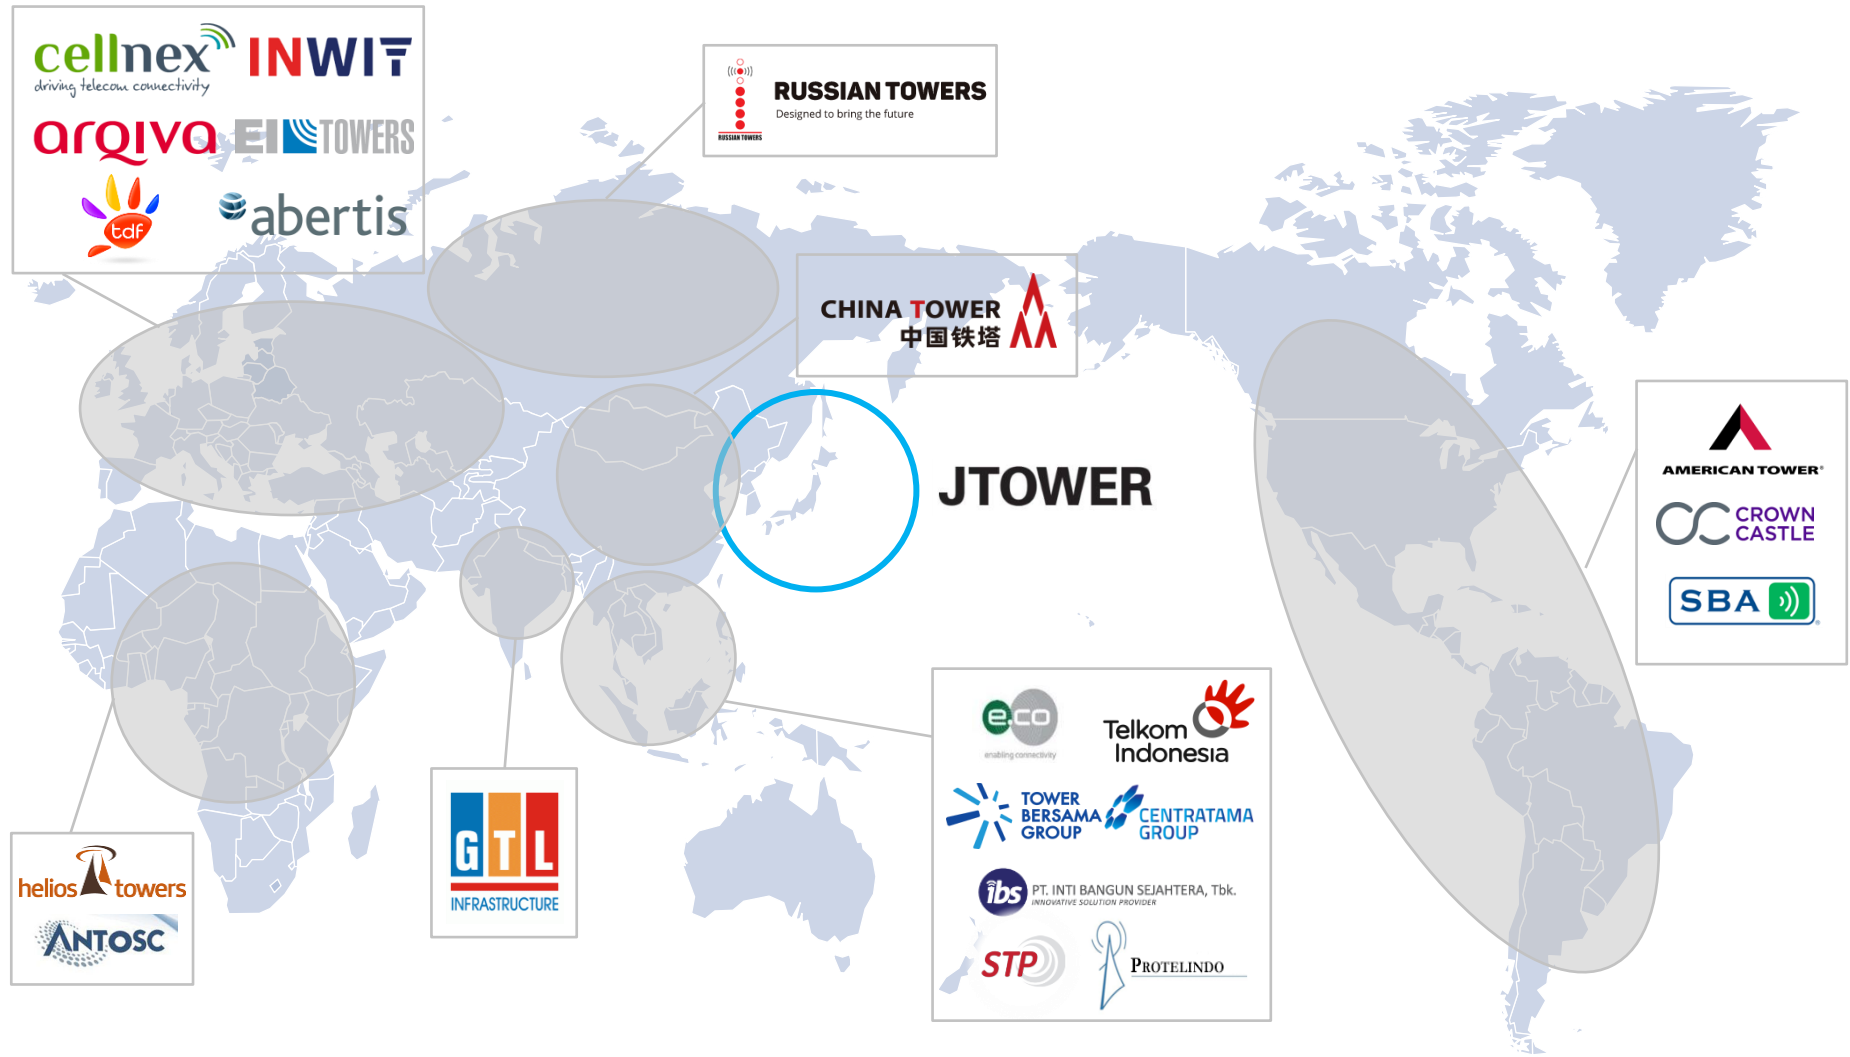 cellnex
driving telecom connectivity
INWIT
arqiva
EI TOWERS
tdf
abertis
RUSSIAN TOWERS
RUSSIAN TOWERS
Designed to bring the future
CHINA TOWER
中国铁塔
JTOWER
AMERICAN TOWER®
CROWN
CASTLE
SBA
®
e.co
enabling connectivity
Telkom
Indonesia
TOWER
BERSAMA
GROUP
CENTRATAMA
GROUP
ibs
PT. INTI BANGUN SEJAHTERA, Tbk.
INNOVATIVE SOLUTION PROVIDER
STP
PROTELINDO
GTL
INFRASTRUCTURE
helios towers
ANTOSC